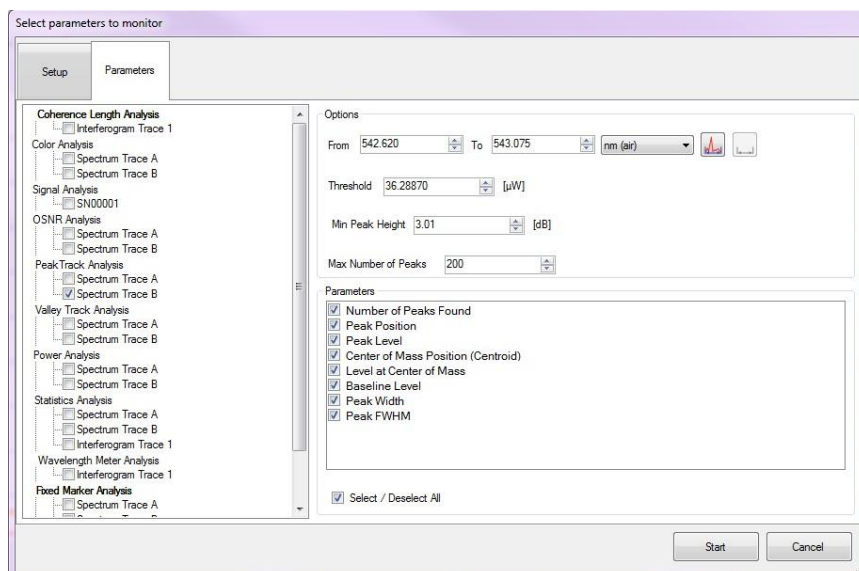 Select parameters to monitor
Setup
Parameters
Coherence Length Analysis
Interferogram Trace 1
Color Analysis
Spectrum Trace A
Spectrum Trace B
Signal Analysis
SN00001
OSNR Analysis
Spectrum Trace A
Spectrum Trace B
PeakTrack Analysis
Spectrum Trace A
Spectrum Trace B
Valley Track Analysis
Spectrum Trace A
Spectrum Trace B
Power Analysis
Spectrum Trace A
Spectrum Trace B
Statistics Analysis
Spectrum Trace A
Spectrum Trace B
Interferogram Trace 1
Wavelength Meter Analysis
Interferogram Trace 1
Fixed Marker Analysis
Spectrum Trace A
Options
From 542.620 To 543.075 nm (air)
Threshold 36.28870 [µW]
Min Peak Height 3.01 [dB]
Max Number of Peaks 200
Parameters
Number of Peaks Found
Peak Position
Peak Level
Center of Mass Position (Centroid)
Level at Center of Mass
Baseline Level
Peak Width
Peak FWHM
Select / Deselect All
Start
Cancel